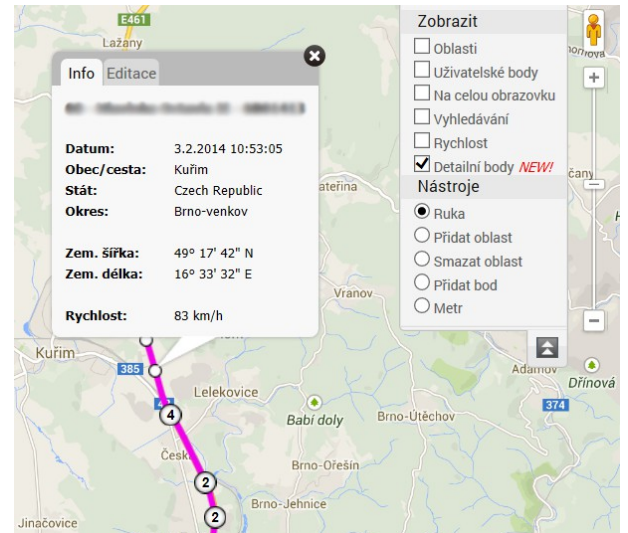 E461
Lažany
Info Editace
Datum: 3.2.2014 10:53:05
Obec/cesta: Kuřim
Stát: Czech Republic
Okres: Brno-venkov
Zem. šířka: 49° 17' 42" N
Zem. délka: 16° 33' 32" E
Rychlost: 83 km/h
Zobrazit
Oblasti
Uživatelské body
Na celou obrazovku
Vyhledávání
Rychlost
Detailní body NEW!
Nástroje
Ruka
Přidat oblast
Smazat oblast
Přidat bod
Metr
Vranov
Kuřim
385
Lelekovice
4
Babí doly
Brno-Útěchov
Adamov
Dřínová
374
Česk
Brno-Ořešín
2
Brno-Jehnice
2
Jinačovice